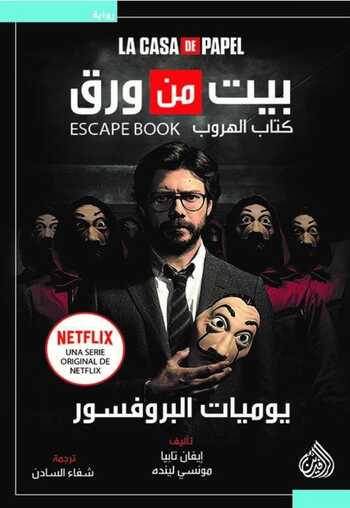 رواية
LA CASA DE PAPEL
بيت من ورق
ESCAPE BOOK كتاب الهروب
NETFLIX
UNA SERIE
ORIGINAL DE
NETFLIX
يوميات البروفسور
تأليف
إيفان تابيا
مونسي لينده
ترجمة
شفاء السادن